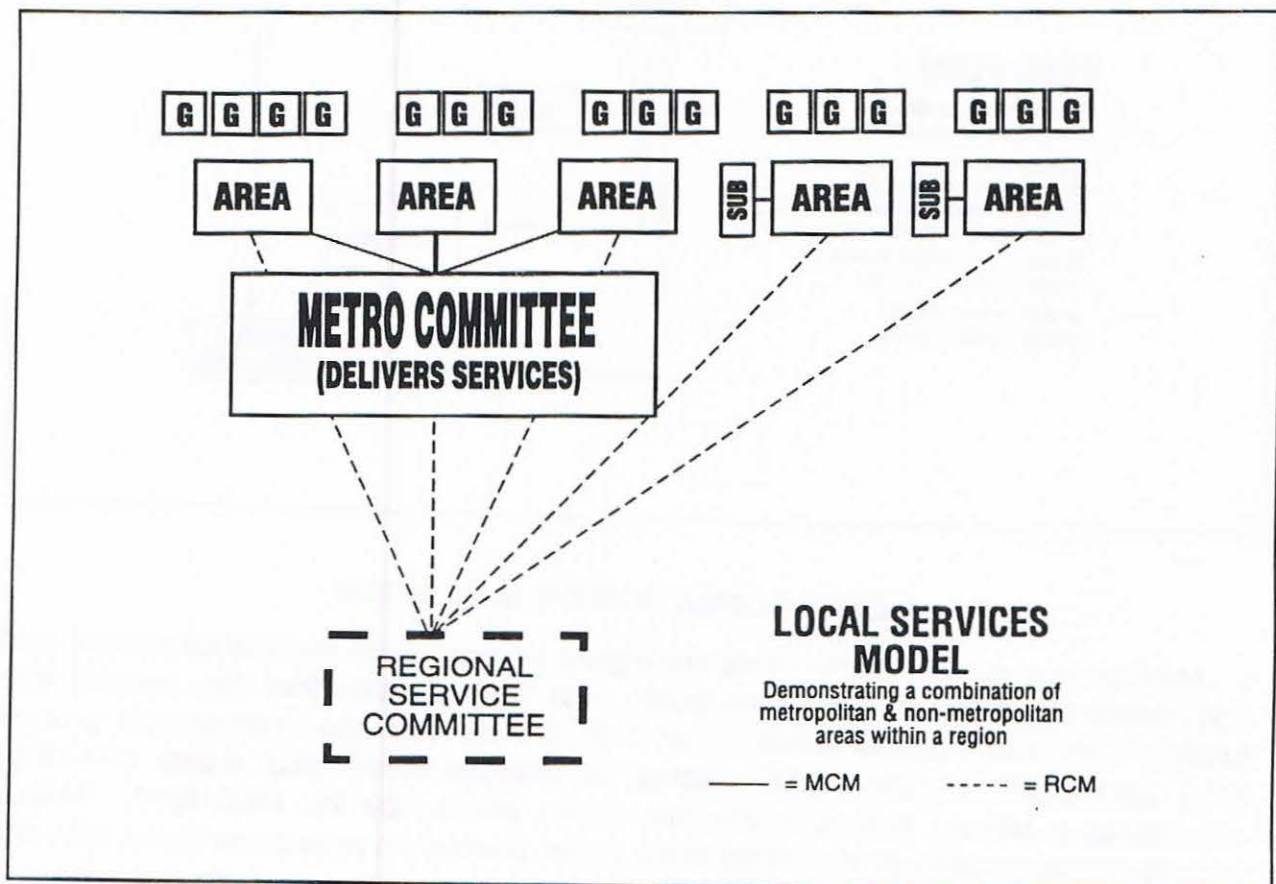 G G G G G G G G G G G G G G G G
AREA AREA AREA SUB AREA SUB AREA
METRO COMMITTEE
(DELIVERS SERVICES)
REGIONAL
SERVICE
COMMITTEE
LOCAL SERVICES
MODEL
Demonstrating a combination of
metropolitan & non-metropolitan
areas within a region
= MCM = RCM